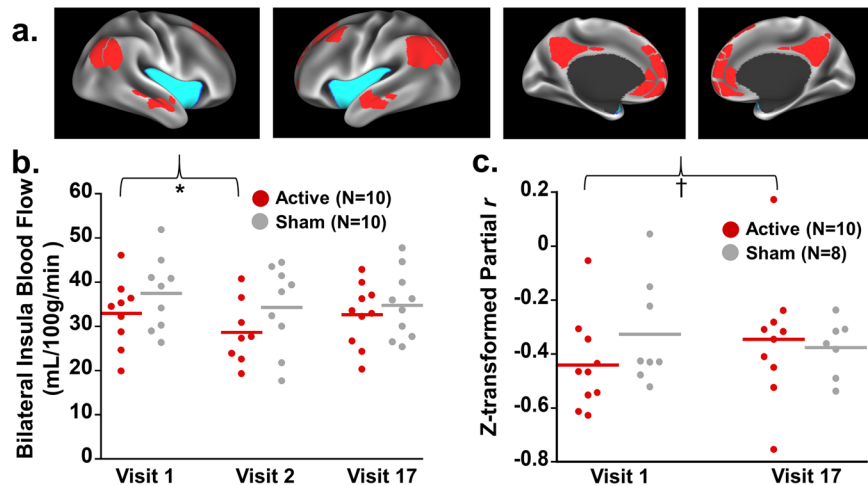 a.
b.
*
Active (N=10)
Sham (N=10)
Bilateral Insula Blood Flow
(mL/100g/min )
60
50
40
30
20
10
0
Visit 1
Visit 2
Visit 17
c.
†
Active (N=10)
Sham (N=8)
Z-transformed Partial r
0.2
0
-0.2
-0.4
-0.6
-0.8
Visit 1
Visit 17